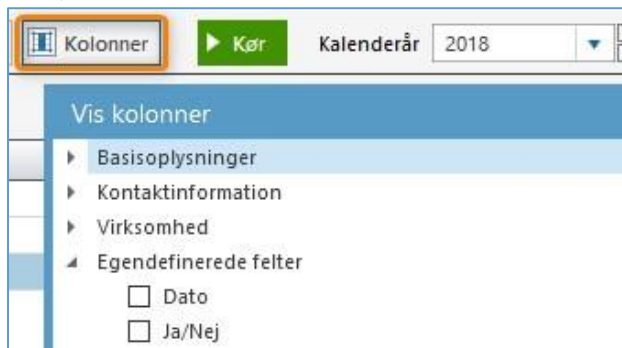 Kolonner Kør Kalenderår 2018
Vis kolonner
Basisoplysninger
Kontaktinformation
Virksomhed
Egendefinerede felter
Dato
Ja/Nej